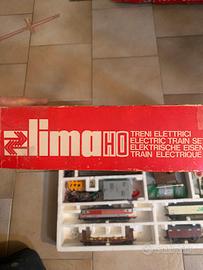 lima HO
TRENI ELETTRICI
ELECTRIC TRAIN SE
ELEKTRISCHE EISEN
TRAIN ELECTRIQUE